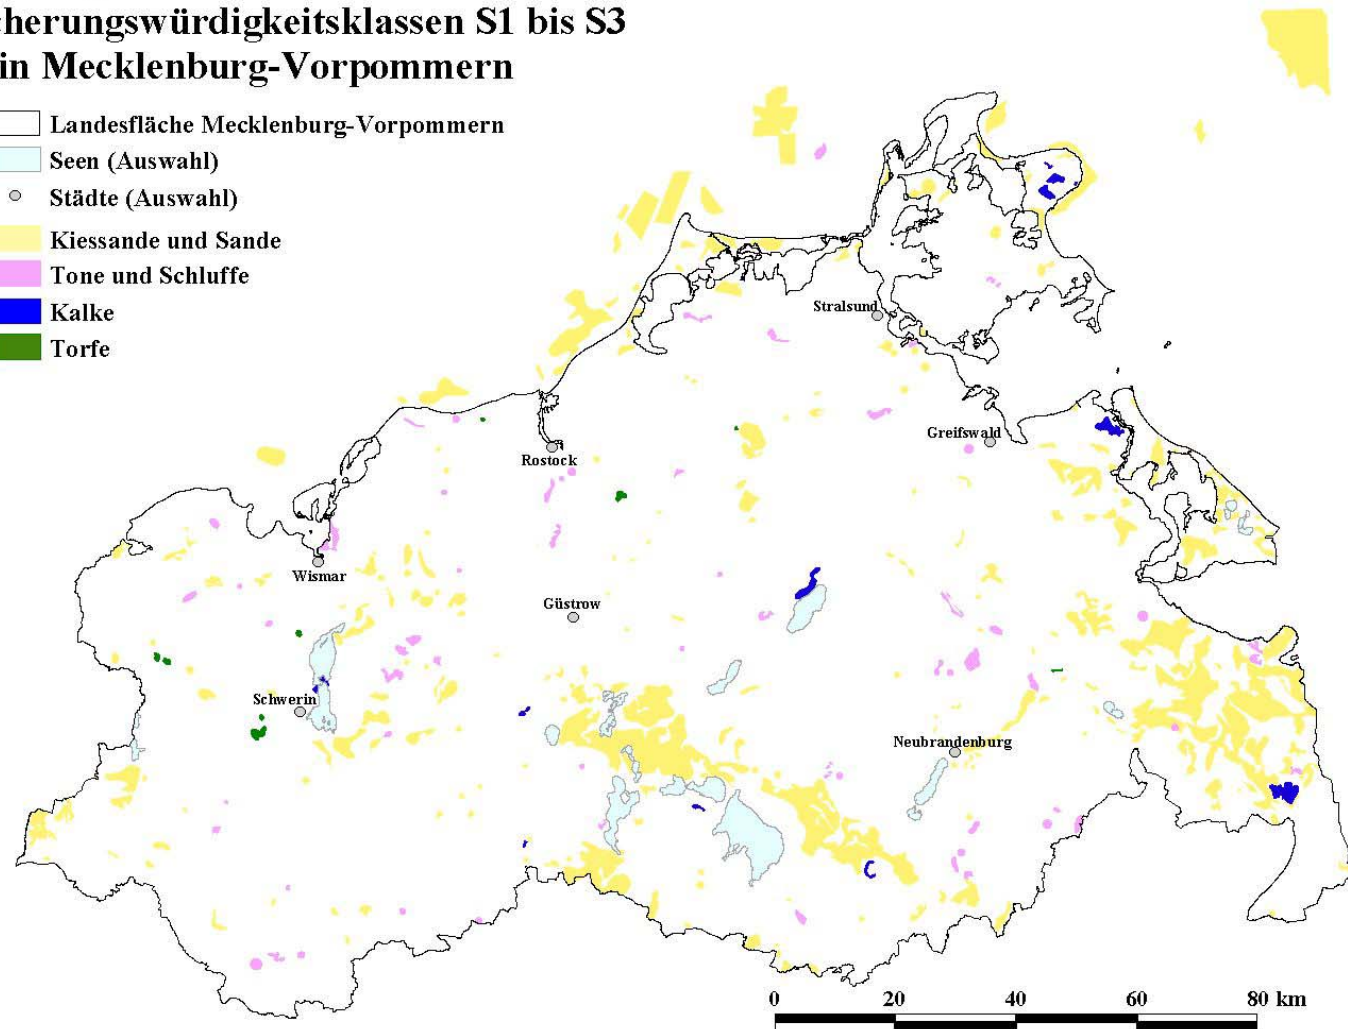 cherungswürdigkeitsklassen S1 bis S3
in Mecklenburg-Vorpommern
Landesfläche Mecklenburg-Vorpommern
Seen (Auswahl)
Städte (Auswahl)
Kiessande und Sande
Tone und Schluffe
Kalke
Torfe
Stralsund
Greifswald
Rostock
Wismar
Güstrow
Schwerin
Neubrandenburg
0 20 40 60 80 km